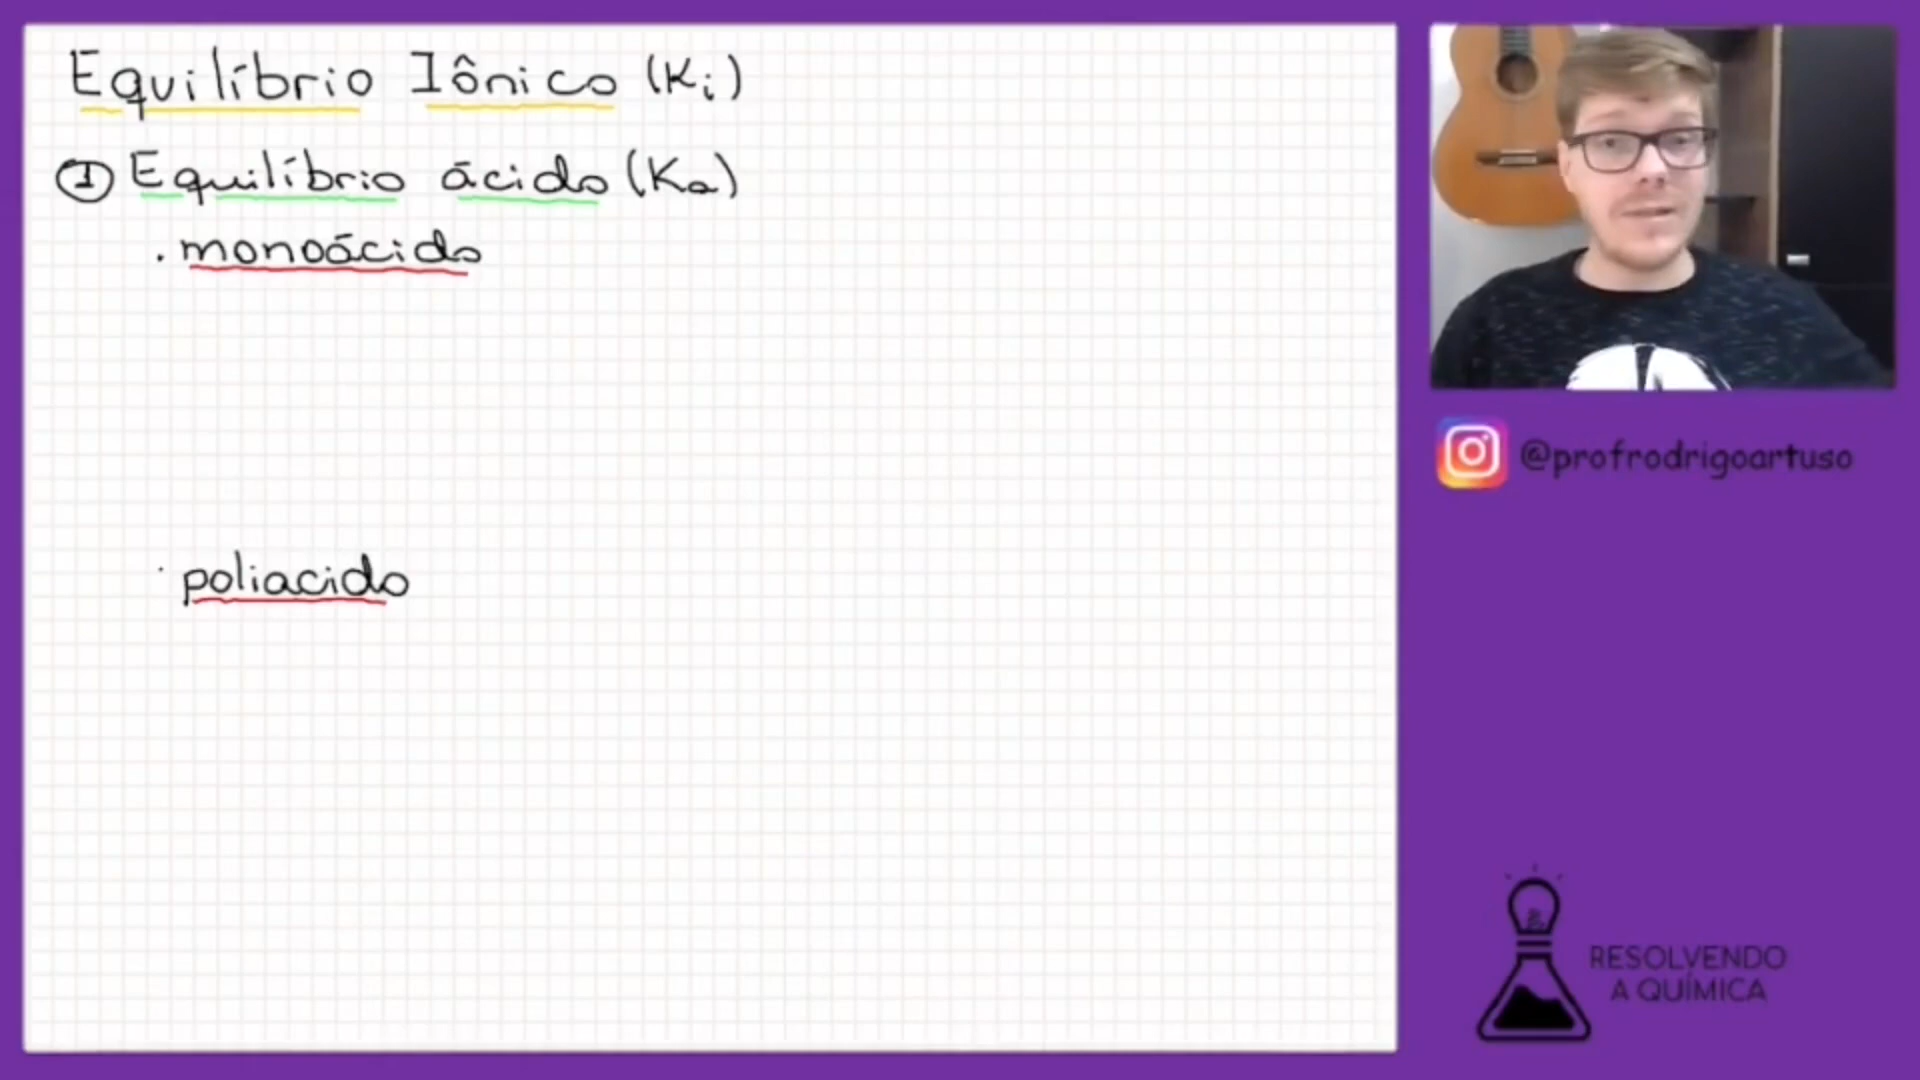 Equilíbrio Iônico (Ki)
1 Equilíbrio ácido (Ka)
. monoácido
. poliacido
@profrodrigoartuso
RESOLVENDO
A QUÍMICA